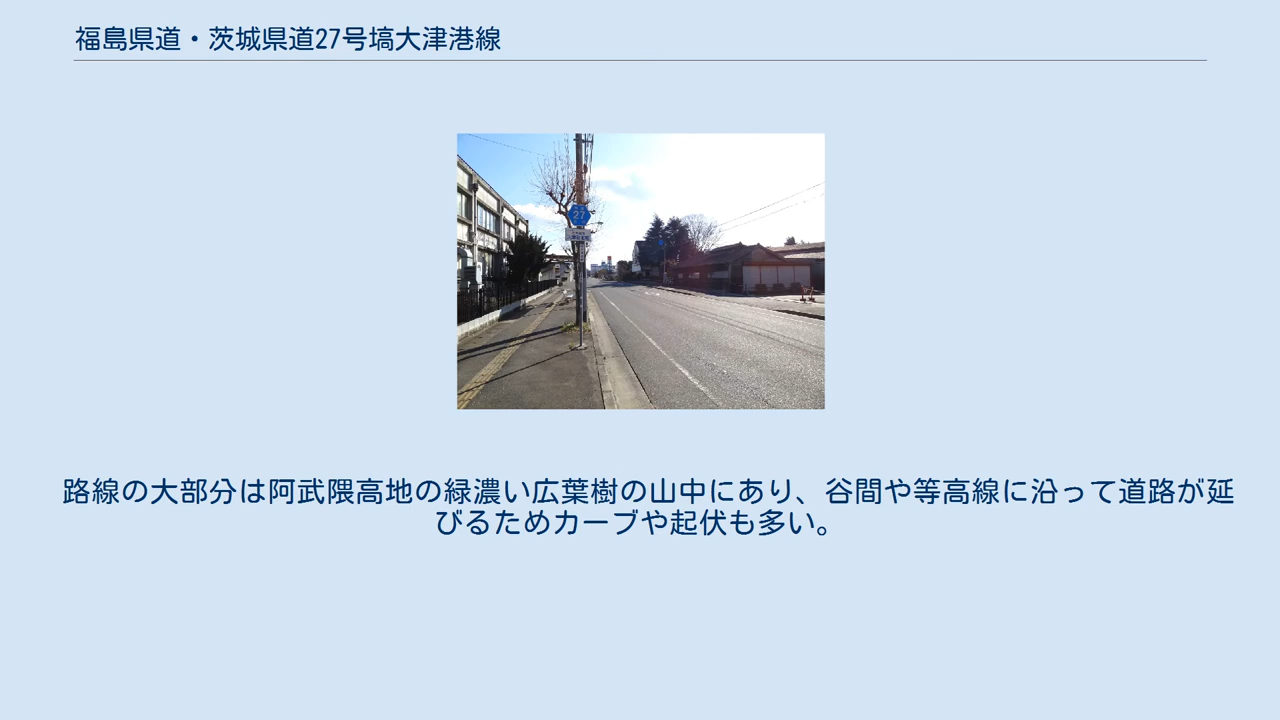 福島県道・茨城県道27号塙大津港線
27
路線の大部分は阿武隈高地の緑濃い広葉樹の山中にあり、谷間や等高線に沿って道路が延
びるためカーブや起伏も多い。